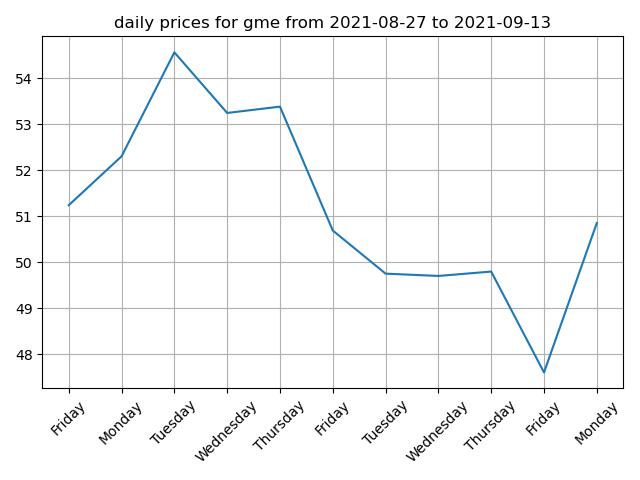 daily prices for gme from 2021-08-27 to 2021-09-13
54
53
52
51
50
49
48
Friday
Monday
Tuesday
Wednesday
Thursday
Friday
Tuesday
Wednesday
Thursday
Friday
Monday